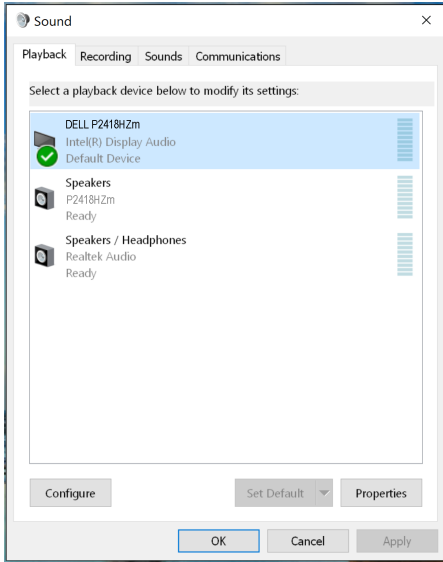 Sound
Playback Recording Sounds Communications
Select a playback device below to modify its settings:
DELL P2418HZm
Intel(R) Display Audio
Default Device
Speakers
P2418HZm
Ready
Speakers / Headphones
Realtek Audio
Ready
Configure Set Default Properties
OK Cancel Apply